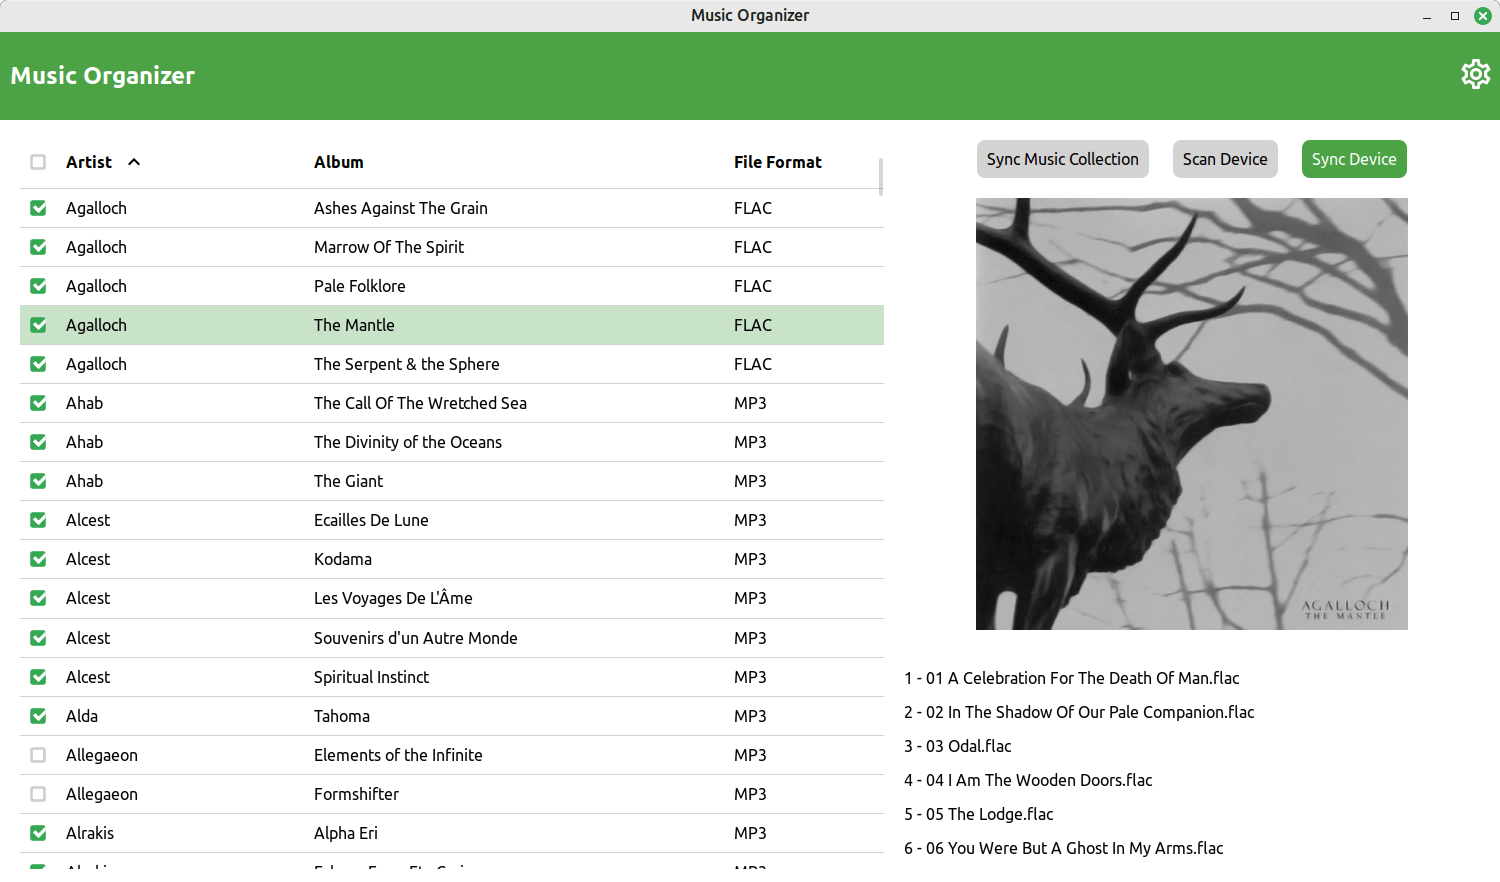 Music Organizer
Music Organizer
Artist Album File Format
Agalloch Ashes Against The Grain FLAC
Agalloch Marrow Of The Spirit FLAC
Agalloch Pale Folklore FLAC
Agalloch The Mantle FLAC
Agalloch The Serpent & the Sphere FLAC
Ahab The Call Of The Wretched Sea MP3
Ahab The Divinity of the Oceans MP3
Ahab The Giant MP3
Alcest Ecailles De Lune MP3
Alcest Kodama MP3
Alcest Les Voyages De L'Âme MP3
Alcest Souvenirs d'un Autre Monde MP3
Alcest Spiritual Instinct MP3
Alda Tahoma MP3
Allegaeon Elements of the Infinite MP3
Allegaeon Formshifter MP3
Alrakis Alpha Eri MP3
Sync Music Collection Scan Device Sync Device
AGALLOCH
THE MANTLE
1 - 01 A Celebration For The Death Of Man.flac
2 - 02 In The Shadow Of Our Pale Companion.flac
3 - 03 Odal.flac
4 - 04 I Am The Wooden Doors.flac
5 - 05 The Lodge.flac
6 - 06 You Were But A Ghost In My Arms.flac